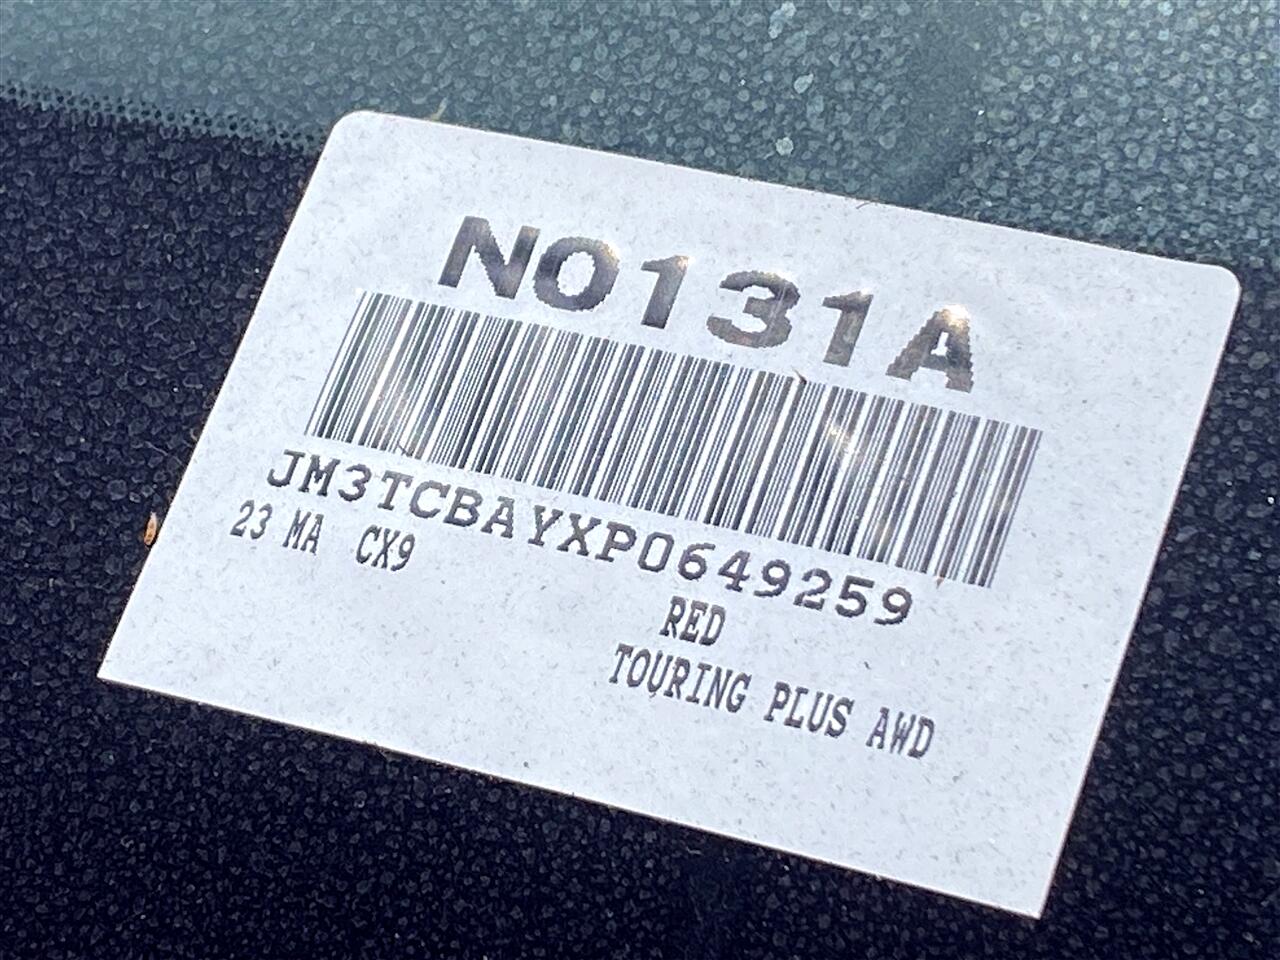 N0131A
JM3TCBAYXP0649259
23 MA CX9
RED
TOURING PLUS AWD